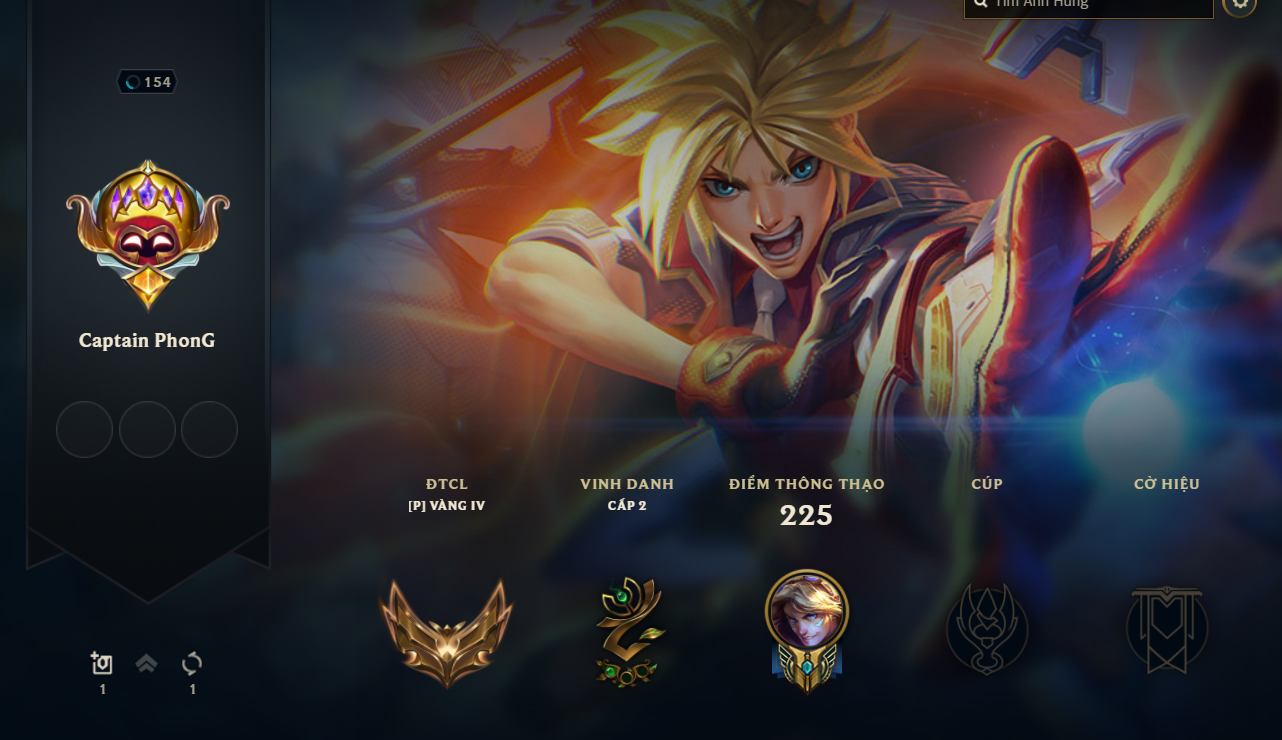 Tìm Anh Hùng
154
Captain PhonG
ĐTCL
[P] VÀNG IV
VINH DANH
CẤP 2
ĐIỂM THÔNG THẠO
225
CÚP
CỜ HIỆU
1
1